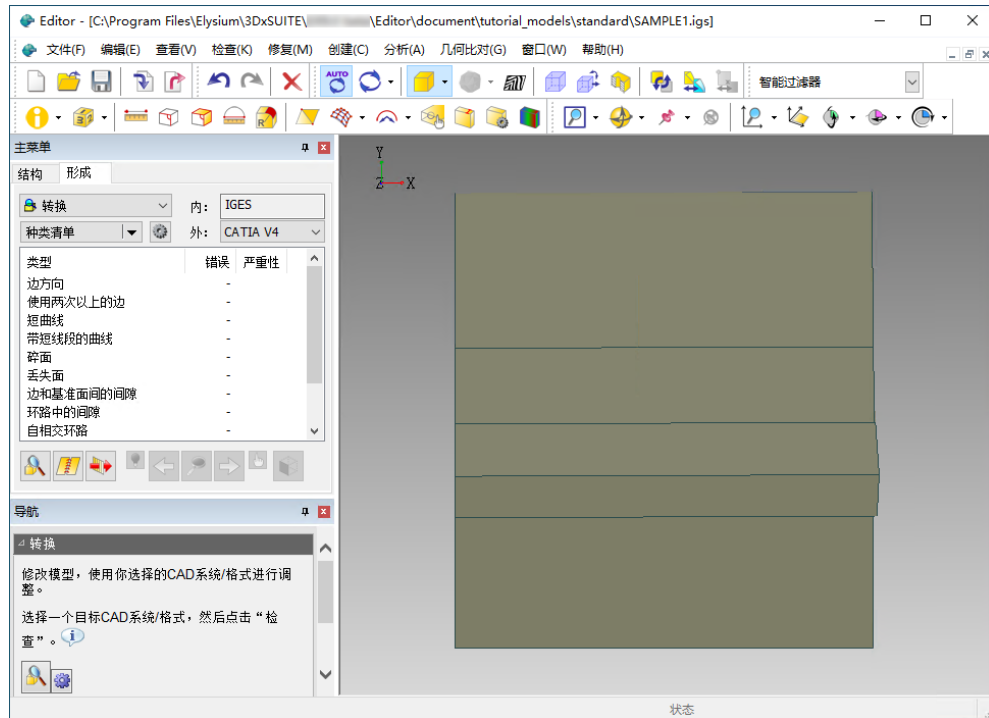 Editor - [C:\Program Files\Elysium\3DxSUITE\ \Editor\document\tutorial_models\standard\SAMPLE1.igs]
文件(F) 编辑(E) 查看(V) 检查(K) 修复(M) 创建(C) 分析(A) 几何比对(G) 窗口(W) 帮助(H)
AUTO 智能过滤器
R
主菜单
结构 形成
转换 内: IGES
种类清单 外: CATIA V4
类型 错误 严重性
边方向 -
使用两次以上的边 -
短曲线 -
带短线段的曲线 -
碎面 -
丢失面 -
边和基准面间的间隙 -
环路中的间隙 -
自相交环路 -
导航
转换
修改模型，使用你选择的CAD系统/格式进行调
整。
选择一个目标CAD系统/格式，然后点击“检
查”。
Y
Z X
状态